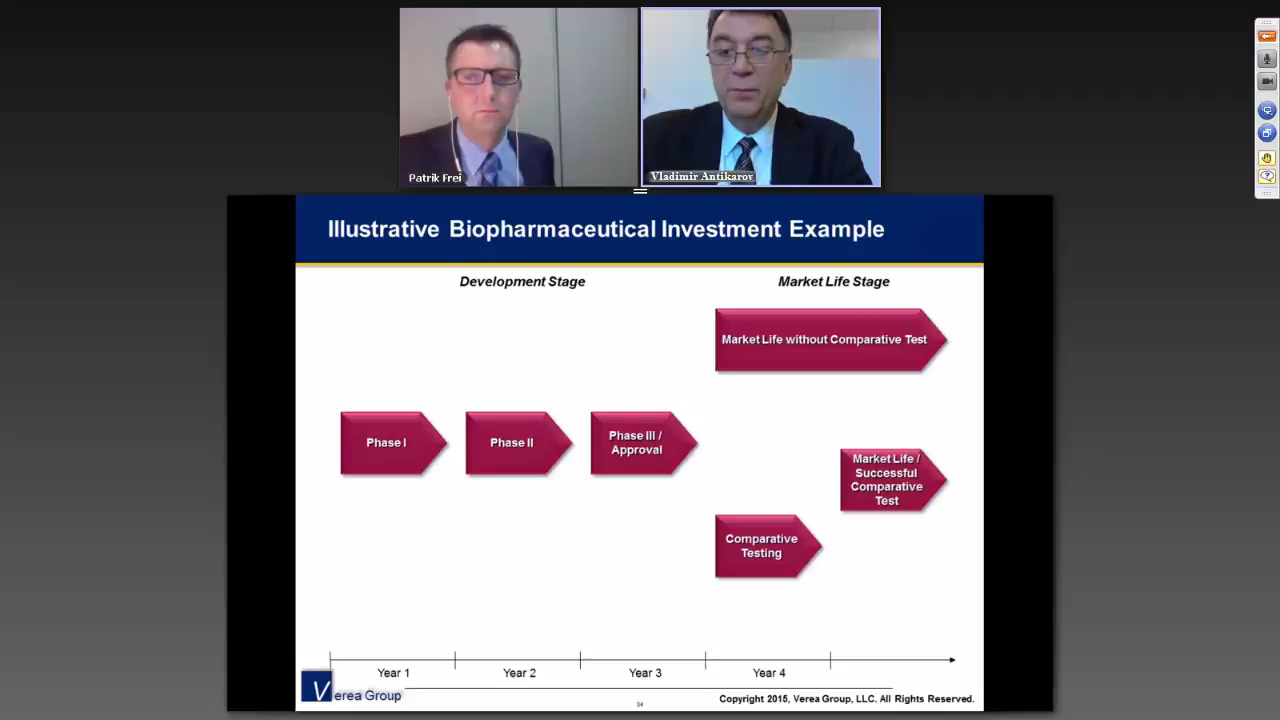 Patrik Frei
Vladimir Antikarov
Illustrative Biopharmaceutical Investment Example
Development Stage
Market Life Stage
Market Life without Comparative Test
Phase I
Phase II
Phase III /
Approval
Market Life /
Successful
Comparative
Test
Comparative
Testing
Year 1
Year 2
Year 3
Year 4
Verea Group
34
Copyright 2015, Verea Group, LLC. All Rights Reserved.